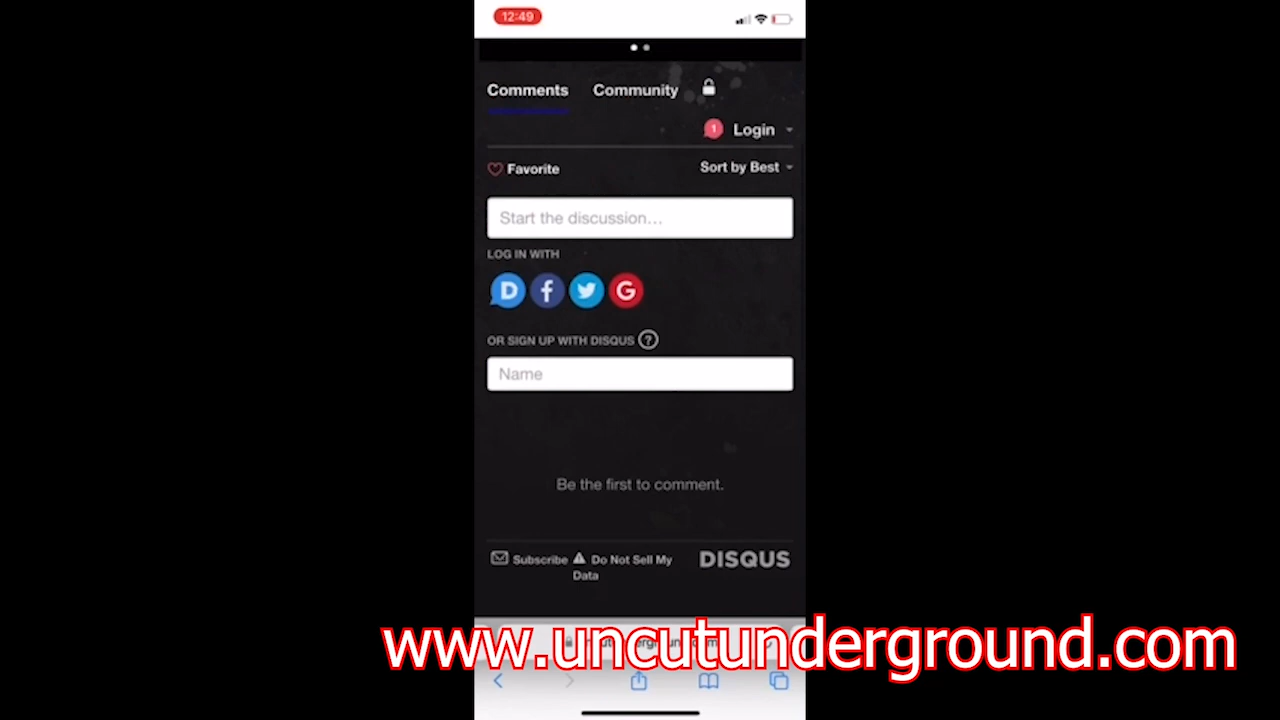 12:49
Comments Community
1 Login
Favorite Sort by Best
Start the discussion...
LOG IN WITH
D f G
OR SIGN UP WITH DISQUS ?
Name
Be the first to comment.
Subscribe Do Not Sell My Data DISQUS
www.uncutunderground.com